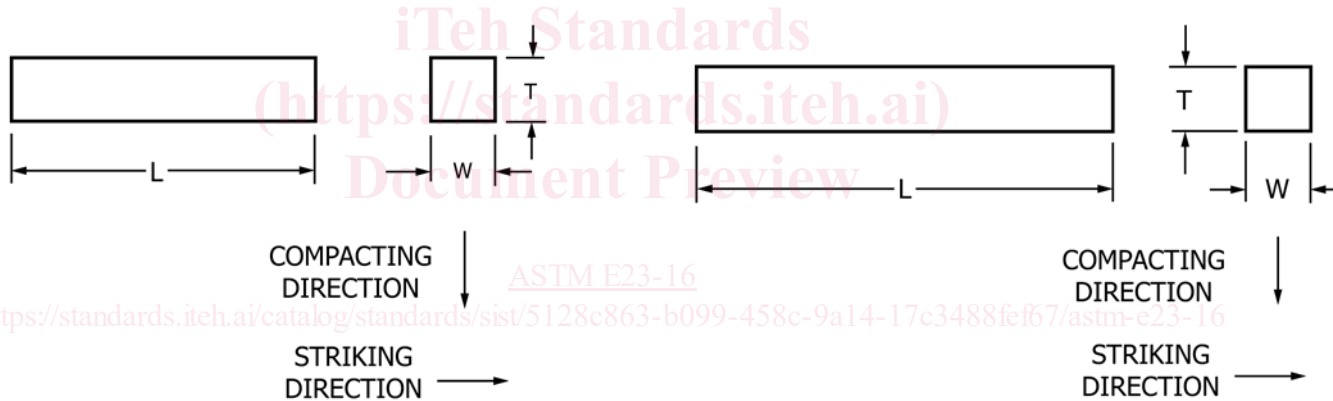 iTeh Standards
(https://standards.iteh.ai)
Document Preview
T
L
W
T
L
W
COMPACTING
DIRECTION
ASTM E23-16
COMPACTING
DIRECTION
ttps://standards.iteh.ai/catalog/standards/sist/5128c863-b099-458c-9a14-17c3488fef67/astm-e23-16
STRIKING
DIRECTION
STRIKING
DIRECTION